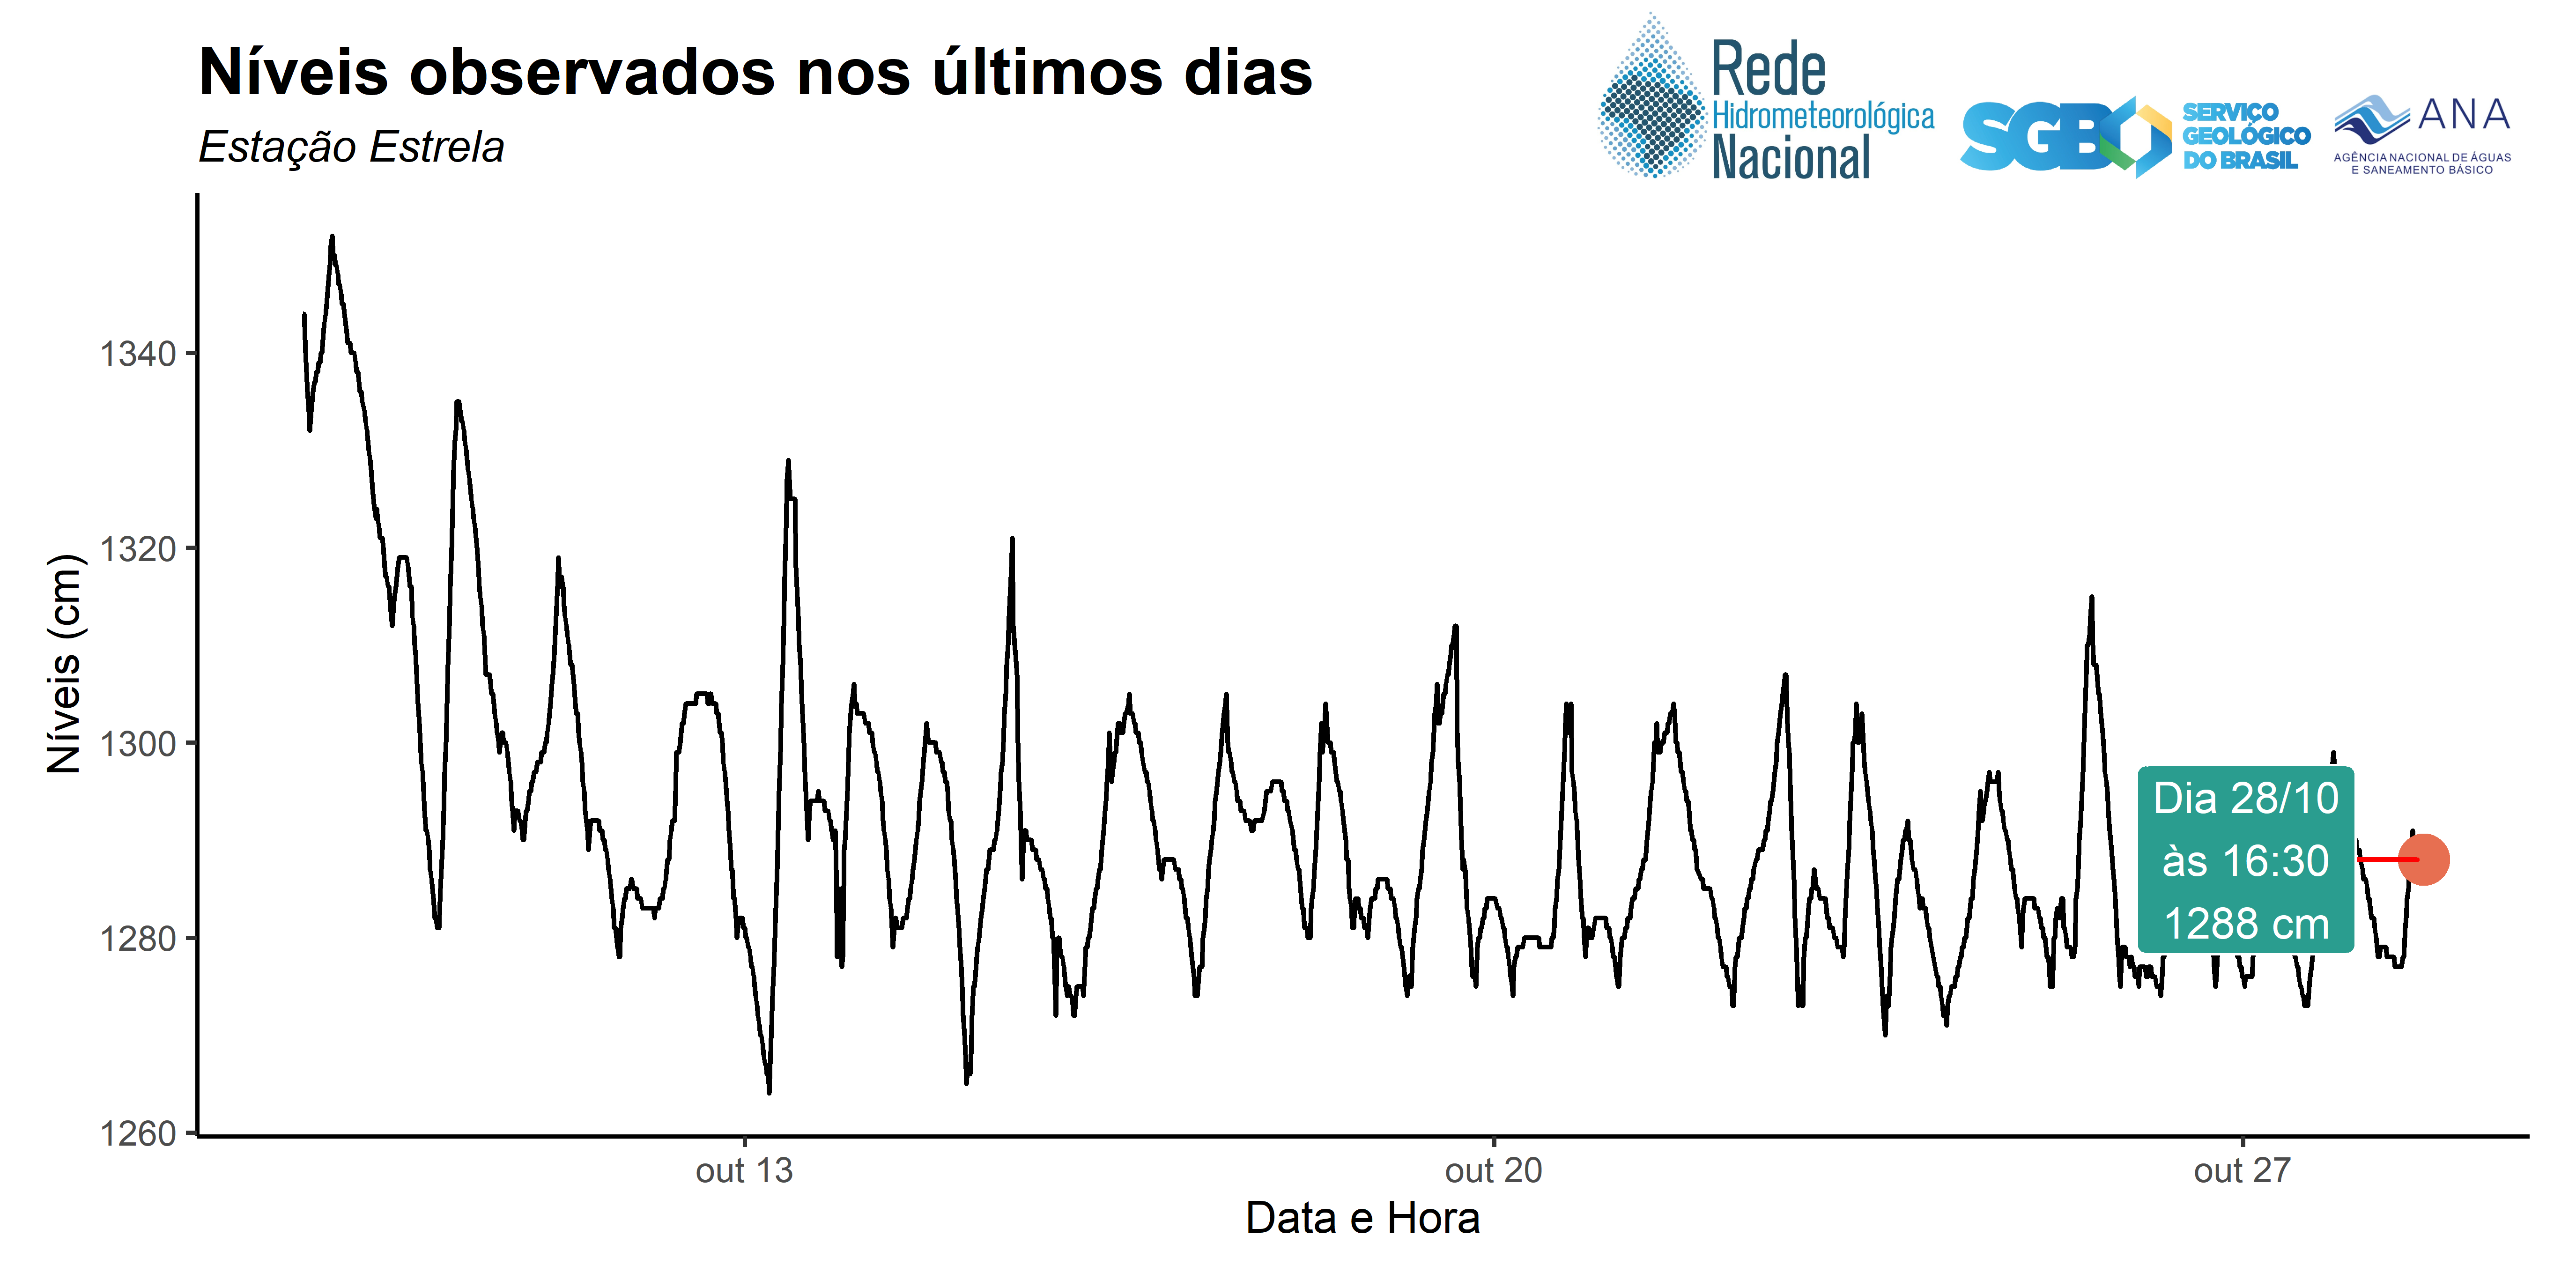 Níveis observados nos últimos dias
Estação Estrela
Rede
Hidrometeorológica
Nacional
SGB
SERVIÇO
GEOLÓGICO
DO BRASIL
ANA
AGÊNCIA NACIONAL DE ÁGUAS
E SANEAMENTO BÁSICO
Níveis (cm)
1340
1320
1300
1280
1260
Dia 28/10
às 16:30
1288 cm
out 13
out 20
out 27
Data e Hora